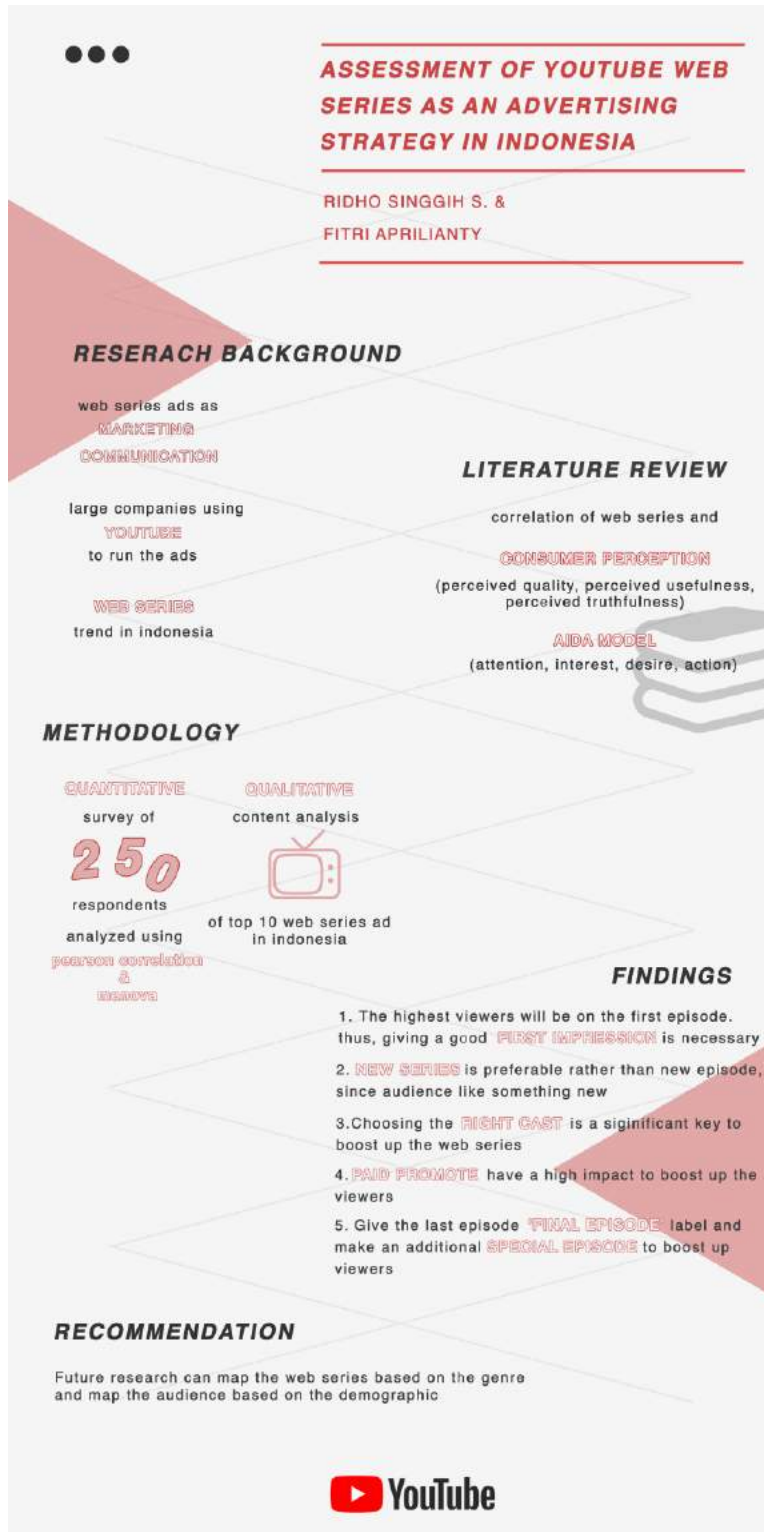 ASSESSMENT OF YOUTUBE WEB
SERIES AS AN ADVERTISING
STRATEGY IN INDONESIA
RIDHO SINGGIH S. &
FITRI APRILIANTY
RESERACH BACKGROUND
web series ads as
MARKETING
COMMUNICATION
large companies using
YOUTUBE
to run the ads
WEB SERIES
trend in indonesia
LITERATURE REVIEW
correlation of web series and
CONSUMER PERCEPTION
(perceived quality, perceived usefulness,
perceived truthfulness)
AIDA MODEL
(attention, interest, desire, action)
METHODOLOGY
QUANTITATIVE
survey of
250
respondents
analyzed using
pearson correlation
&
manova
QUALITATIVE
content analysis
of top 10 web series ad
in indonesia
FINDINGS
1. The highest viewers will be on the first episode.
thus, giving a good FIRST IMPRESSION is necessary
2. NEW SERIES is preferable rather than new episode,
since audience like something new
3.Choosing the RIGHT CAST is a siginificant key to
boost up the web series
4. PAID PROMOTE have a high impact to boost up the
viewers
5. Give the last episode "FINAL EPISODE" label and
make an additional SPECIAL EPISODE to boost up
viewers
RECOMMENDATION
Future research can map the web series based on the genre
and map the audience based on the demographic
YouTube